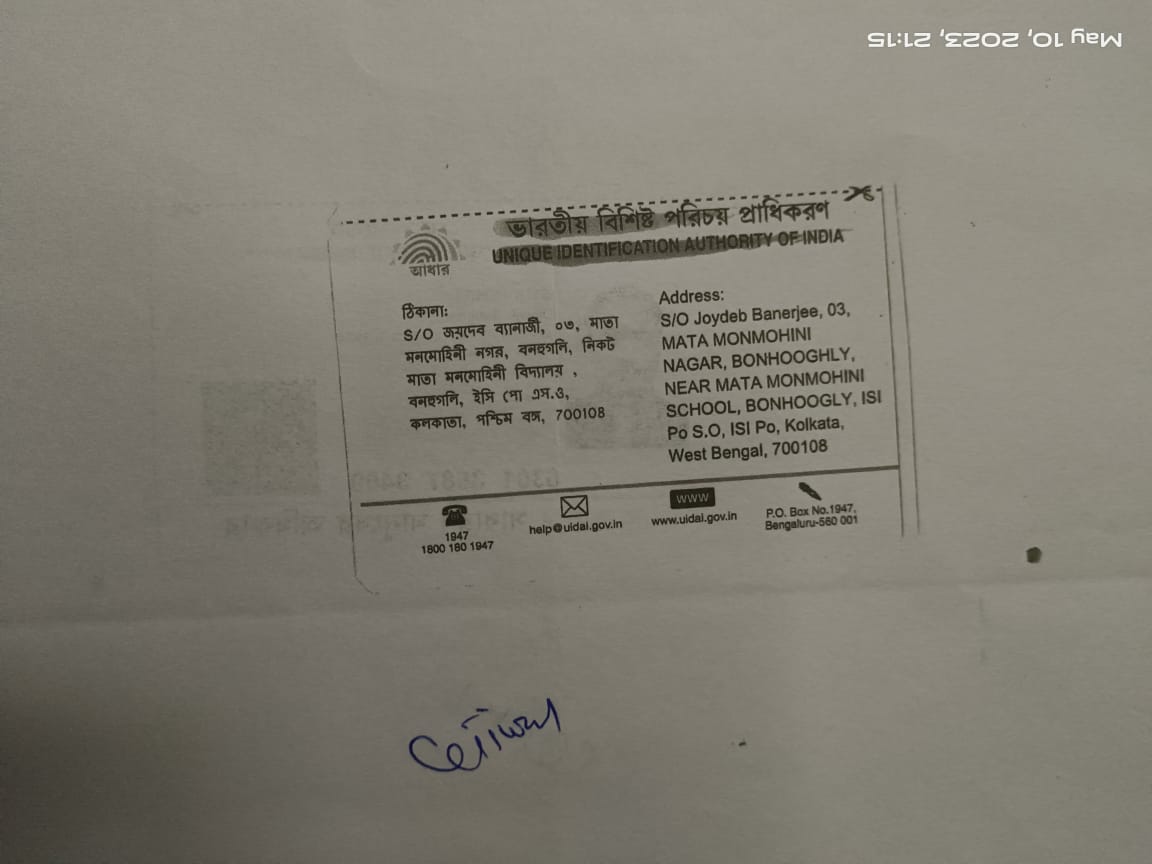 May 10, 2023, 21:15
ভারতীয় বিশিষ্ট পরিচয় প্রাধিকরণ
UNIQUE IDENTIFICATION AUTHORITY OF INDIA
ঠিকানা:
S/O জয়দেব ব্যানার্জী, ০৩, মাতা
মনমোহিনী নগর, বনহুগলি, নিকট
মাতা মনমোহিনী বিদ্যালয় ,
বনহুগলি, ইসি পো এস.ও,
কলকাতা, পশ্চিম বঙ্গ, 700108
Address:
S/O Joydeb Banerjee, 03,
MATA MONMOHINI
NAGAR, BONHOOGHLY,
NEAR MATA MONMOHINI
SCHOOL, BONHOOGLY, ISI
Po S.O, ISI Po, Kolkata,
West Bengal, 700108
1947
1800 180 1947
help@uidai.gov.in
www
www.uidai.gov.in
P.O. Box No.1947,
Bengaluru-560 001